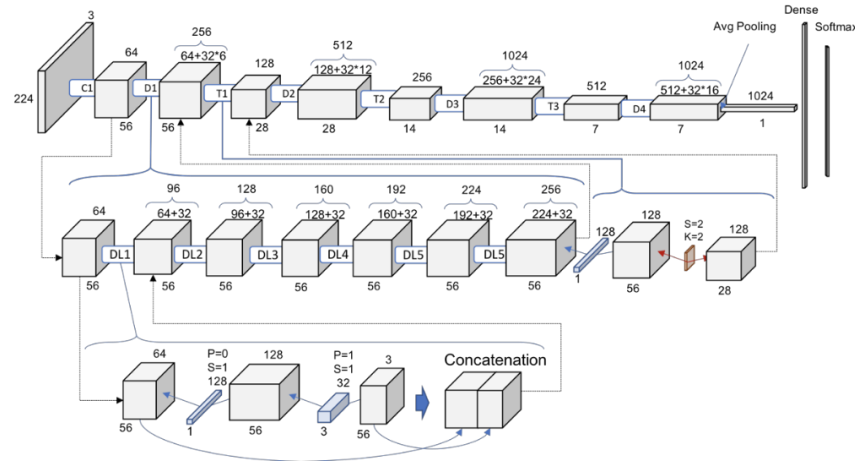 Dense
Softmax
Avg Pooling
3
64
256
64+32*6
128
512
128+32*12
256
1024
256+32*24
512
1024
512+32*16
1024
224
C1
D1
T1
D2
T2
D3
T3
D4
56
56
28
28
14
14
7
7
1
96
128
160
192
224
256
64
64+32
96+32
128+32
160+32
192+32
224+32
128
128
S=2
K=2
128
DL1
DL2
DL3
DL4
DL5
DL5
56
56
56
56
56
56
56
1
56
28
64
P=0
S=1
128
128
P=1
S=1
32
3
Concatenation
56
1
56
3
56